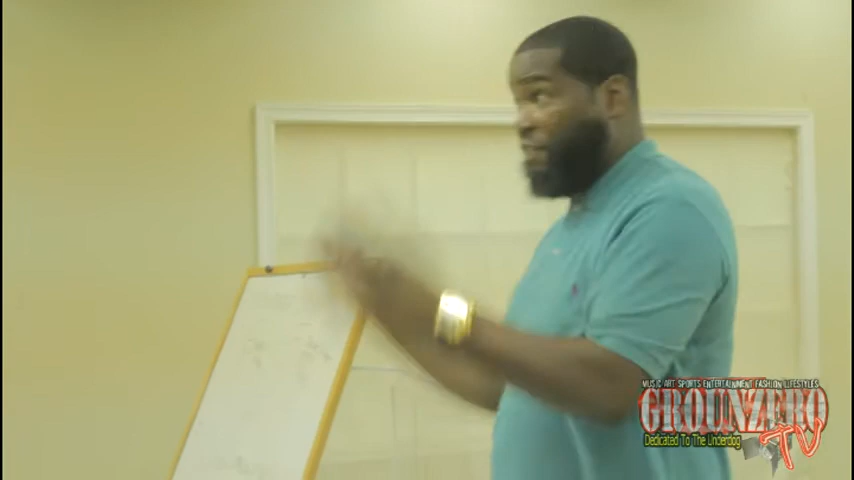 MUSIC ART SPORTS ENTERTAINMENT FASHION LIFESTYLES
GROUNZERO
Dedicated To The Underdog
TV